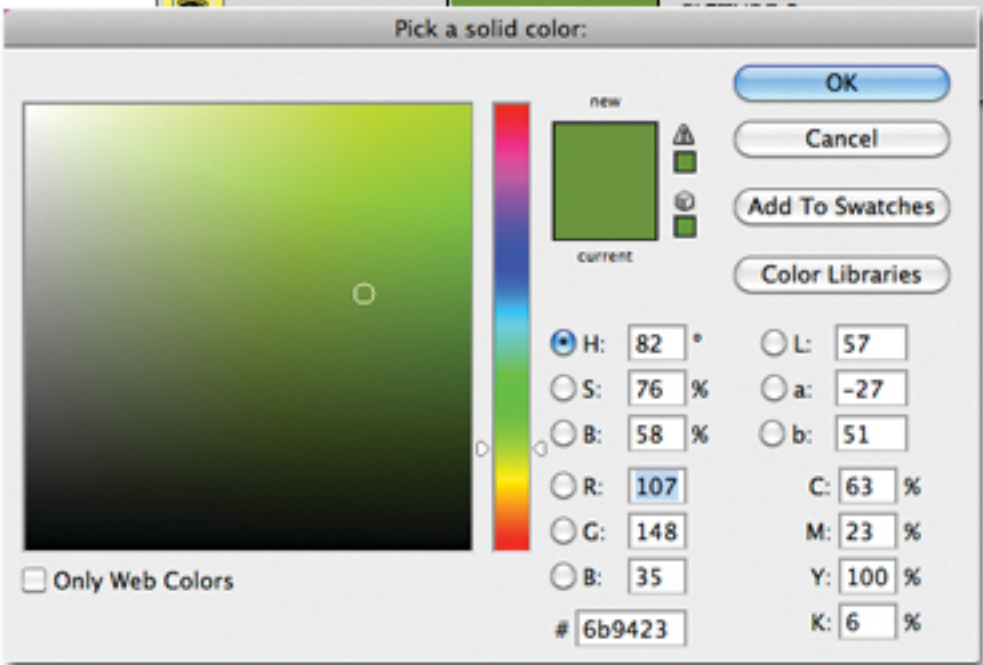 Pick a solid color:
new
current
OK
Cancel
Add To Swatches
Color Libraries
H: 82 °
S: 76 %
B: 58 %
R: 107
G: 148
B: 35
# 6b9423
L: 57
a: -27
b: 51
C: 63 %
M: 23 %
Y: 100 %
K: 6 %
Only Web Colors